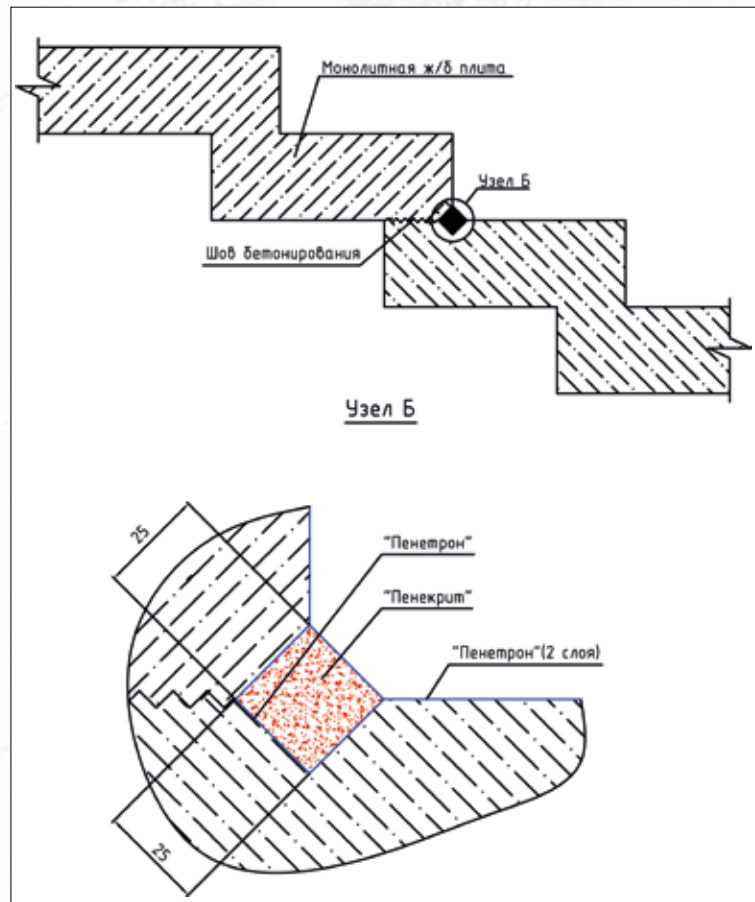 Монолитная ж/б плита
Узел Б
Шов бетонирования
Узел Б
25
"Пенетрон"
"Пенекрит"
"Пенетрон"(2 слоя)
25